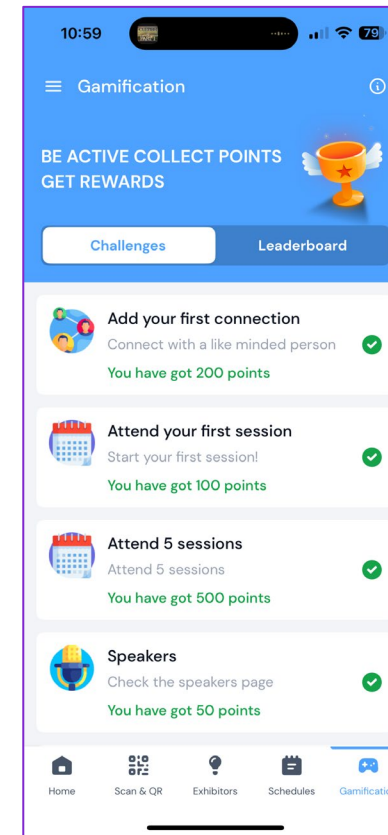 10:59
79
Gamification
BE ACTIVE COLLECT POINTS
GET REWARDS
Challenges
Leaderboard
Add your first connection
Connect with a like minded person
You have got 200 points
Attend your first session
Start your first session!
You have got 100 points
Attend 5 sessions
Attend 5 sessions
You have got 500 points
Speakers
Check the speakers page
You have got 50 points
Home
Scan & QR
Exhibitors
Schedules
Gamificatio